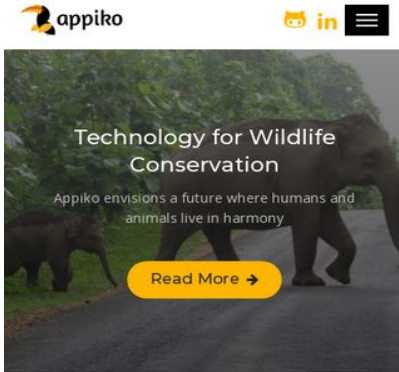 appiko
in
Technology for Wildlife
Conservation
Appiko envisions a future where humans and
animals live in harmony
Read More